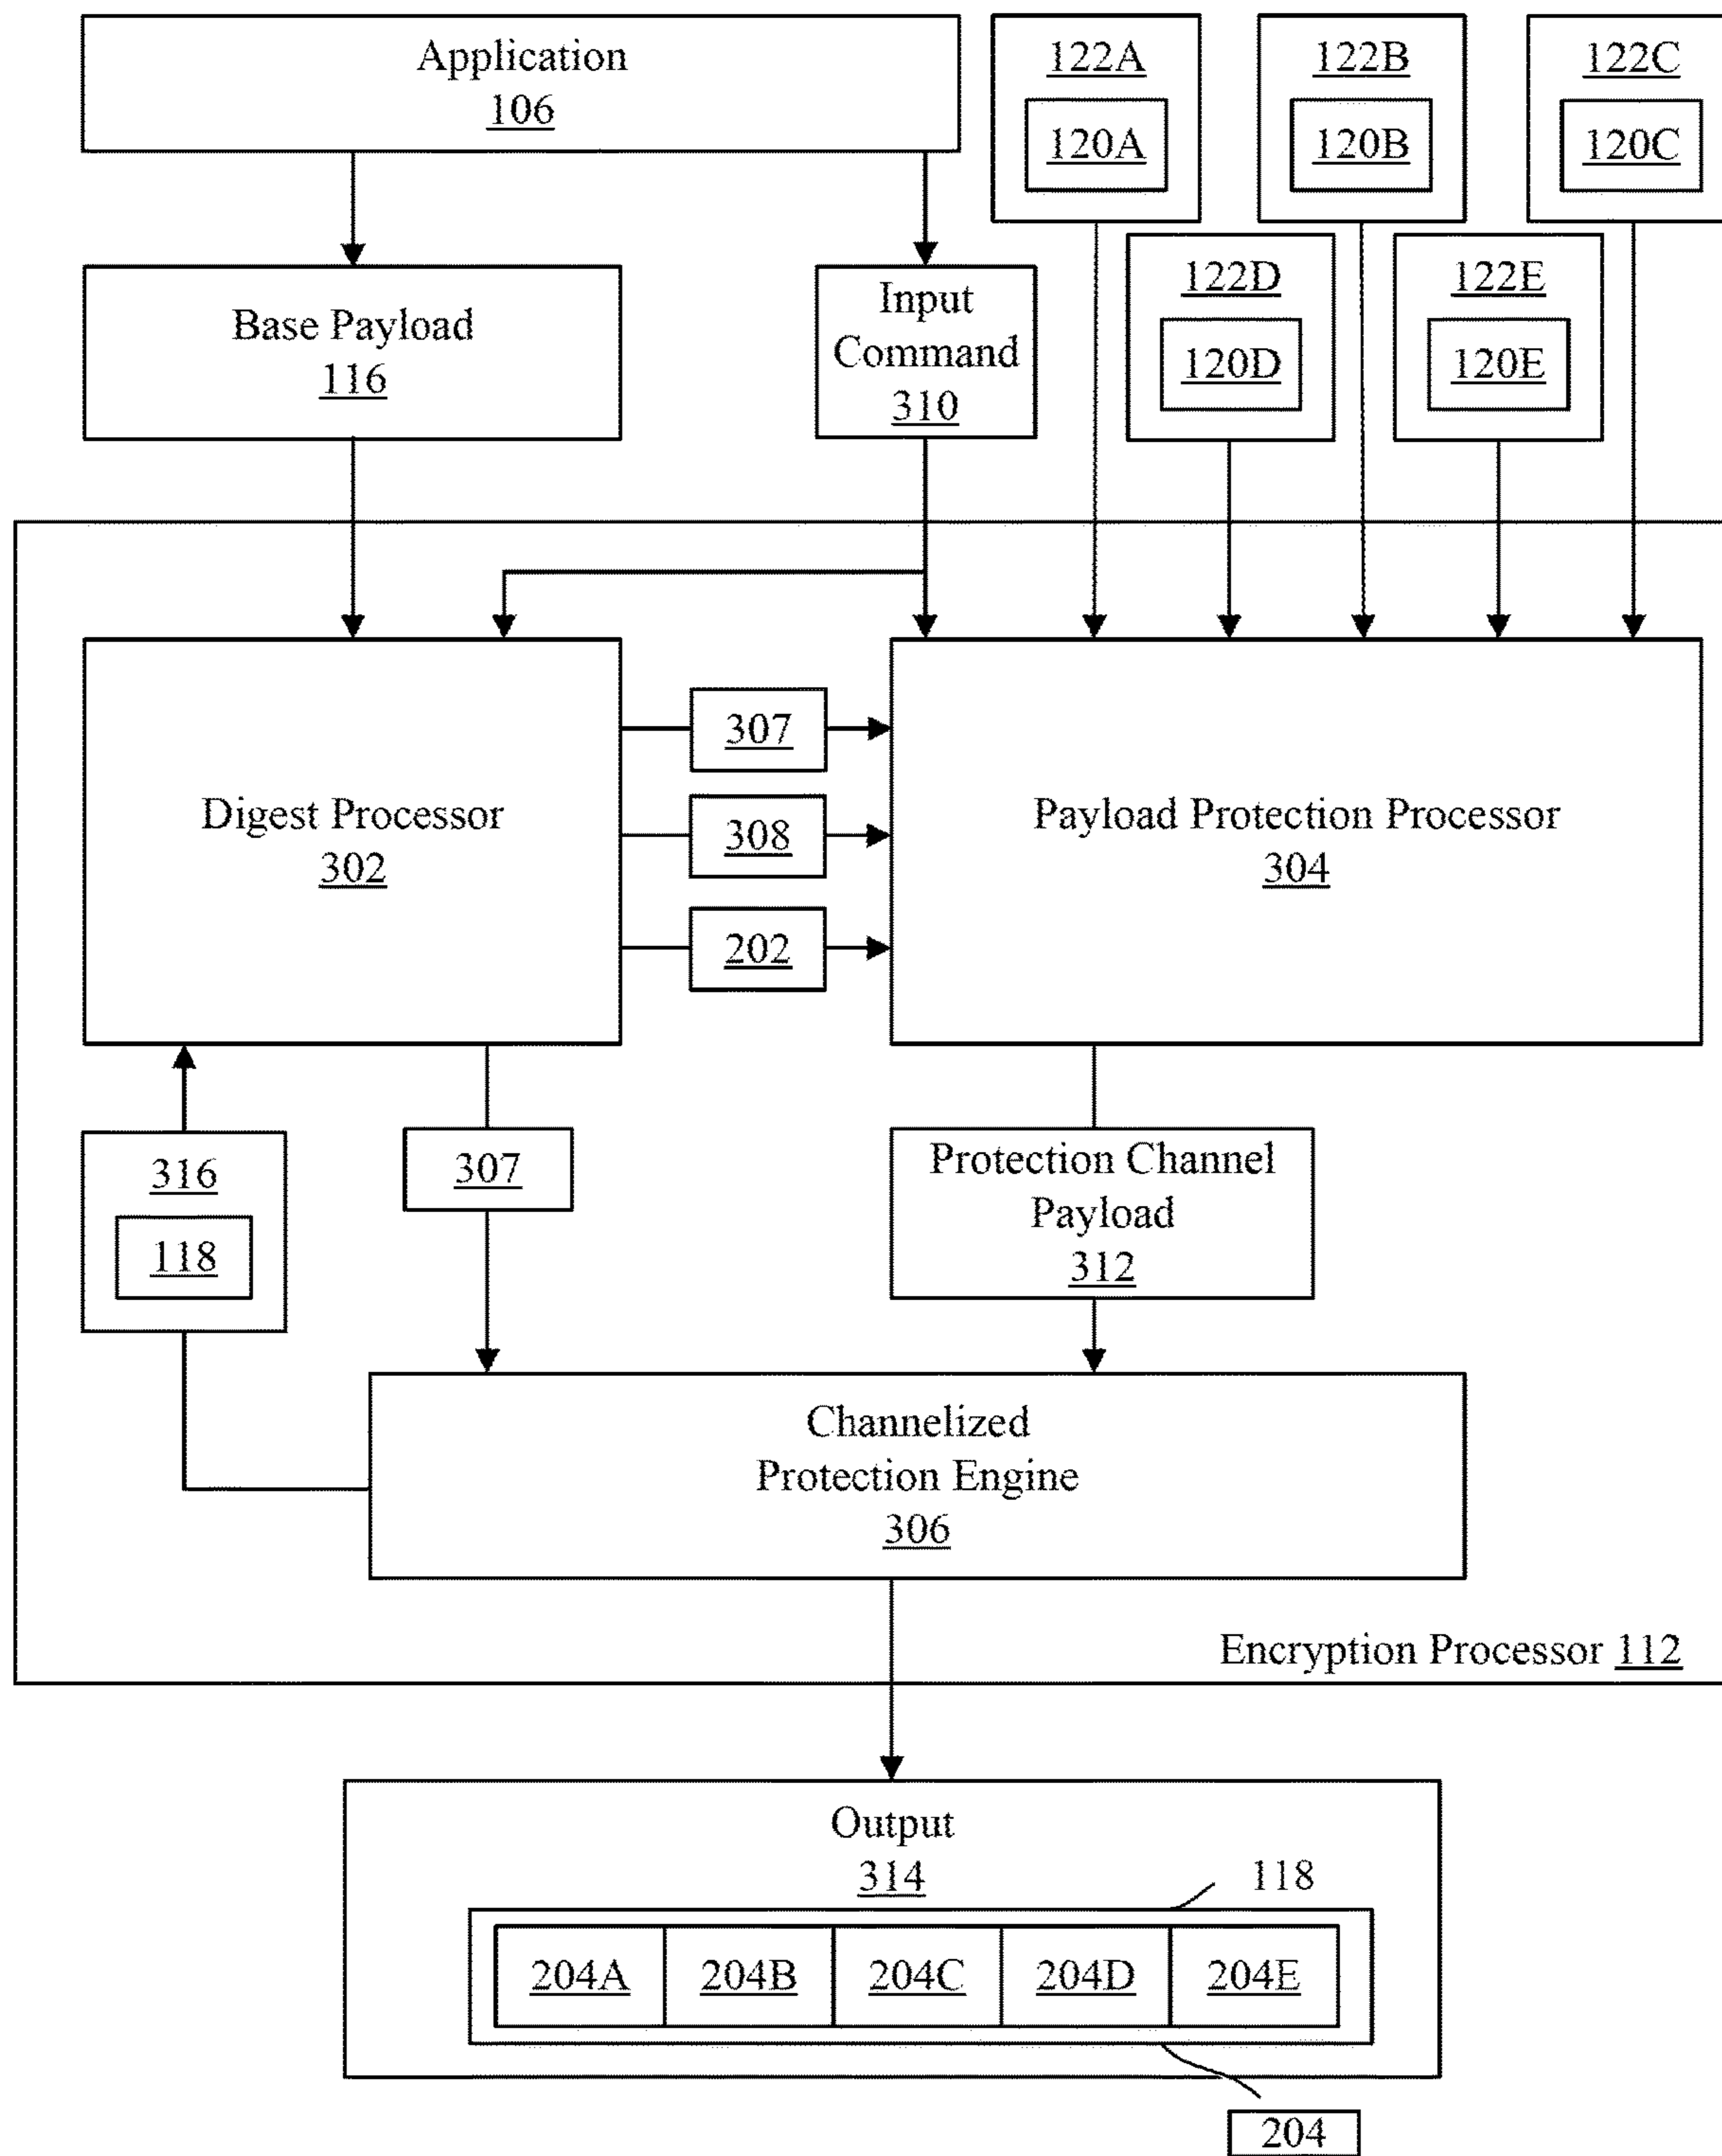 Application
106
122A
120A
122B
120B
122C
120C
Base Payload
116
Input
Command
310
122D
120D
122E
120E
Digest Processor
302
307
308
202
Payload Protection Processor
304
316
118
307
Protection Channel
Payload
312
Channelized
Protection Engine
306
Encryption Processor 112
Output
314
118
204A 204B 204C 204D 204E
204